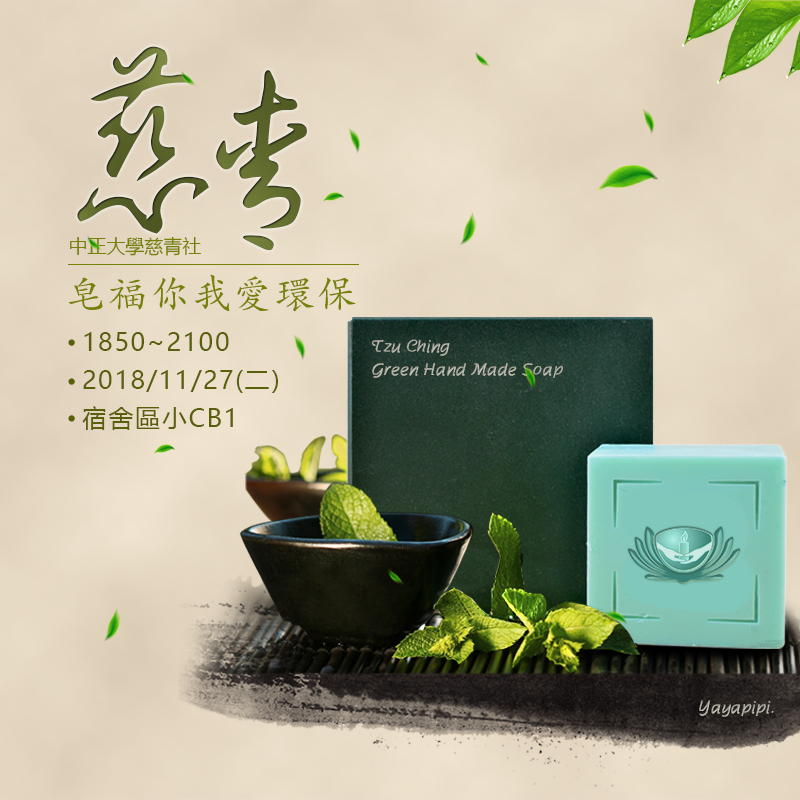 慈青
中正大學慈青社
皂福你我愛環保
• 1850~2100
• 2018/11/27(二)
• 宿舍區小CB1
Tzu Ching
Green Hand Made Soap
Yayapipi.